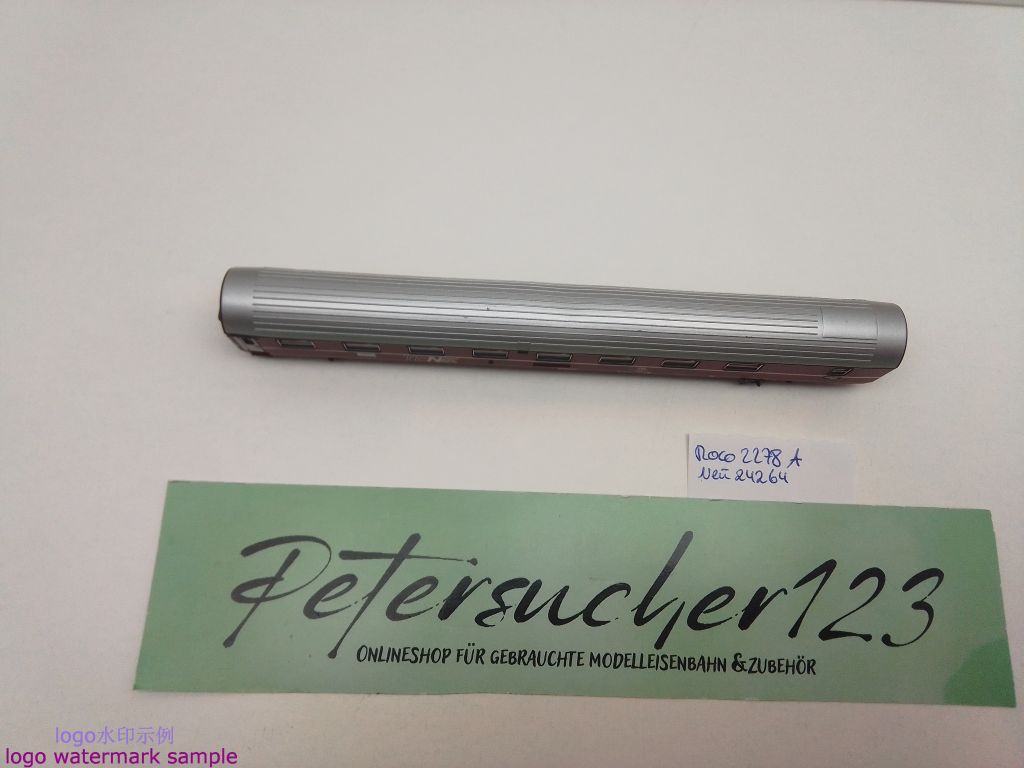 Roco 2278 A
Neu 24264
Petersucher123
ONLINESHOP FÜR GEBRAUCHTE MODELLEISENBAHN & ZUBEHÖR
logo水印示例
logo watermark sample